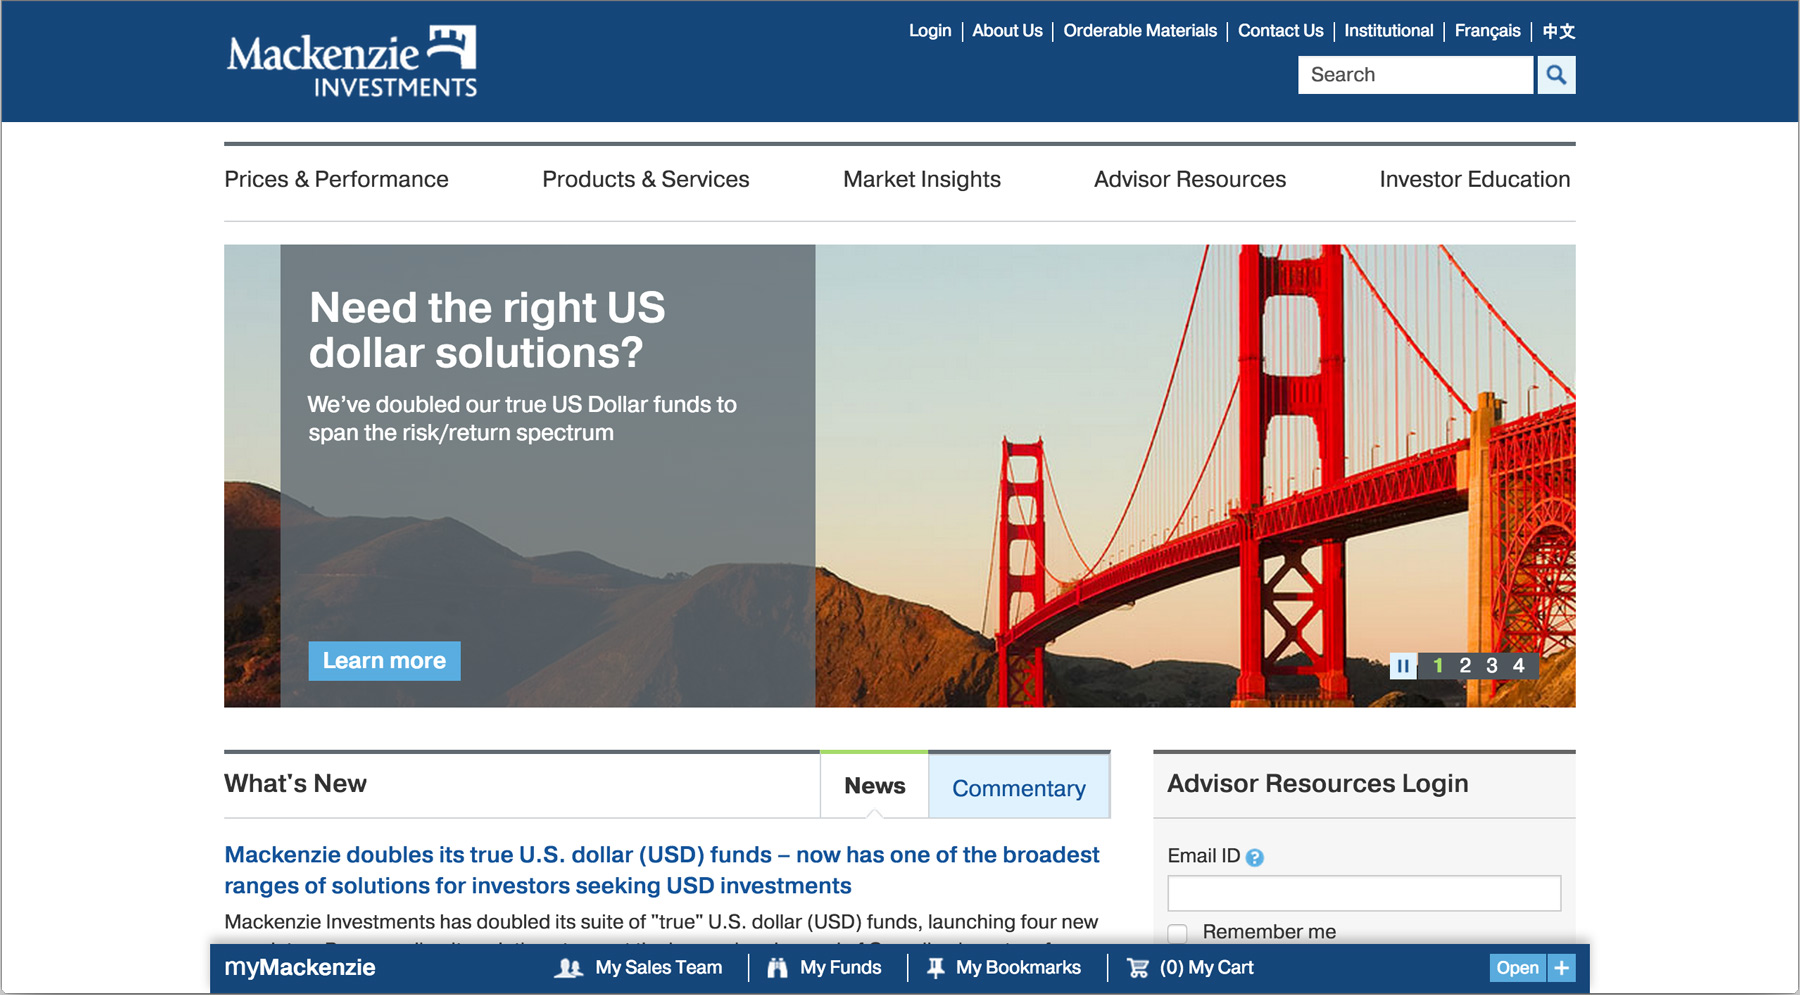 Mackenzie
INVESTMENTS
Login
About Us
Orderable Materials
Contact Us
Institutional
Français
中文
Search
Prices & Performance
Products & Services
Market Insights
Advisor Resources
Investor Education
Need the right US
dollar solutions?
We've doubled our true US Dollar funds to
span the risk/return spectrum
Learn more
1 2 3 4
What's New
News
Commentary
Mackenzie doubles its true U.S. dollar (USD) funds – now has one of the broadest
ranges of solutions for investors seeking USD investments
Mackenzie Investments has doubled its suite of "true" U.S. dollar (USD) funds, launching four new
Advisor Resources Login
Email ID ?
Remember me
myMackenzie
My Sales Team
My Funds
My Bookmarks
(0) My Cart
Open +